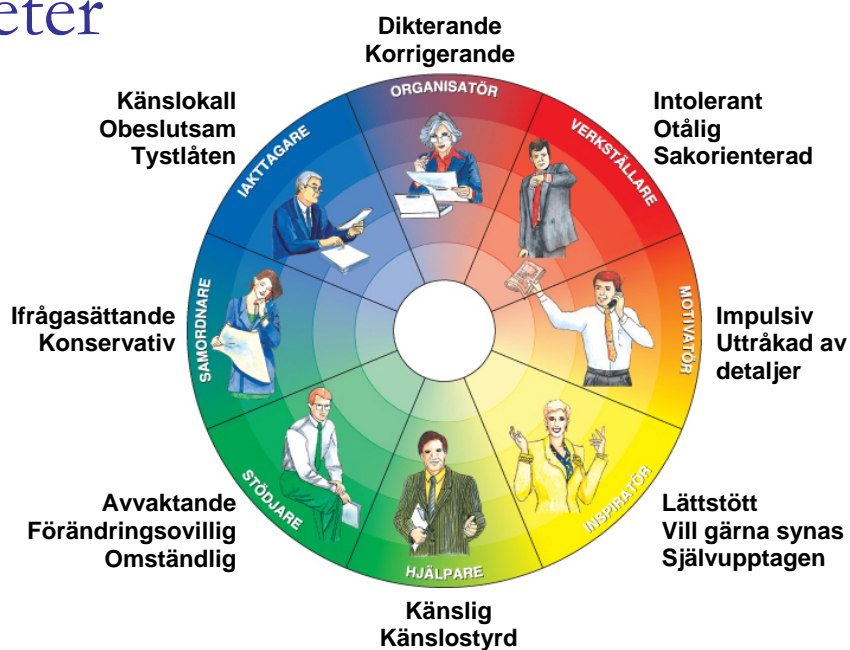 eter
Dikterande
Korrigerande
Känslokall
Obeslutsam
Tystlåten
Intolerant
Otålig
Sakorienterad
ORGANISATÖR
IAKTTAGARE
VERKSTÄLLARE
Ifrågasättande
Konservativ
SAMORDNARE
MOTIVATÖR
Impulsiv
Uttråkad av
detaljer
STÖDJARE
INSPIRATÖR
HJÄLPARE
Avvaktande
Förändringsovillig
Omständlig
Lättstött
Vill gärna synas
Självupptagen
Känslig
Känslostyrd